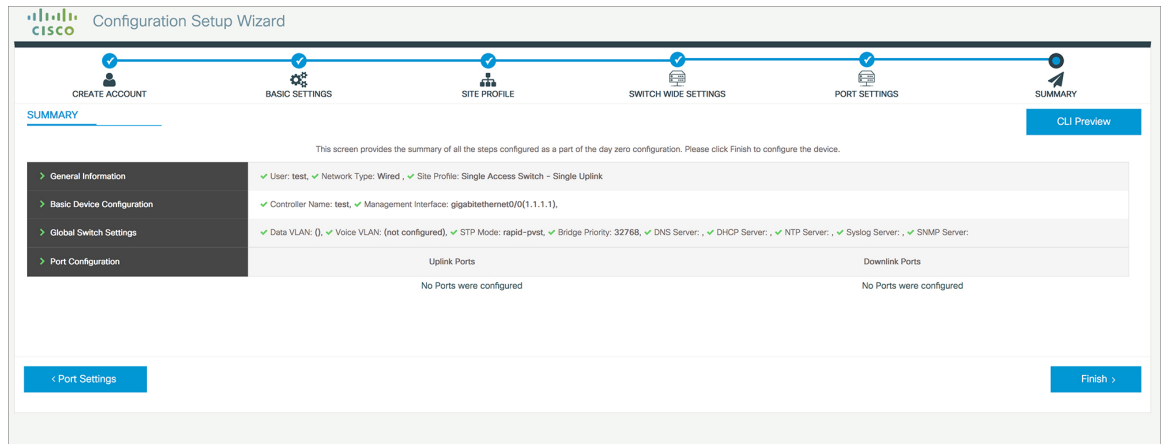 CISCO Configuration Setup Wizard
CREATE ACCOUNT BASIC SETTINGS SITE PROFILE SWITCH WIDE SETTINGS PORT SETTINGS SUMMARY
SUMMARY
CLI Preview
This screen provides the summary of all the steps configured as a part of the day zero configuration. Please click Finish to configure the device.
> General Information ✔ User: test, ✔ Network Type: Wired , ✔ Site Profile: Single Access Switch - Single Uplink
> Basic Device Configuration ✔ Controller Name: test, ✔ Management Interface: gigabitethernet0/0(1.1.1.1),
> Global Switch Settings ✔ Data VLAN: (), ✔ Voice VLAN: (not configured), ✔ STP Mode: rapid-pvst, ✔ Bridge Priority: 32768, ✔ DNS Server: , ✔ DHCP Server: , ✔ NTP Server: , ✔ Syslog Server: , ✔ SNMP Server:
> Port Configuration Uplink Ports Downlink Ports
No Ports were configured No Ports were configured
< Port Settings Finish >